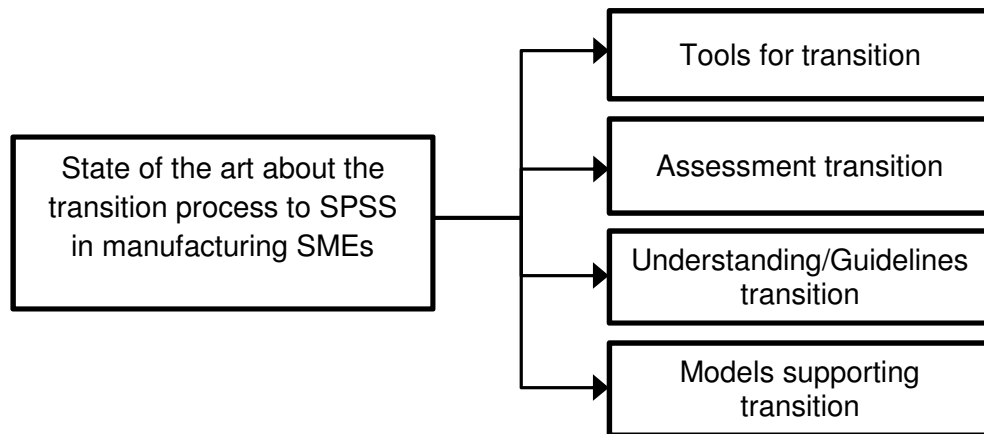 State of the art about the
transition process to SPSS
in manufacturing SMEs
Tools for transition
Assessment transition
Understanding/Guidelines
transition
Models supporting
transition